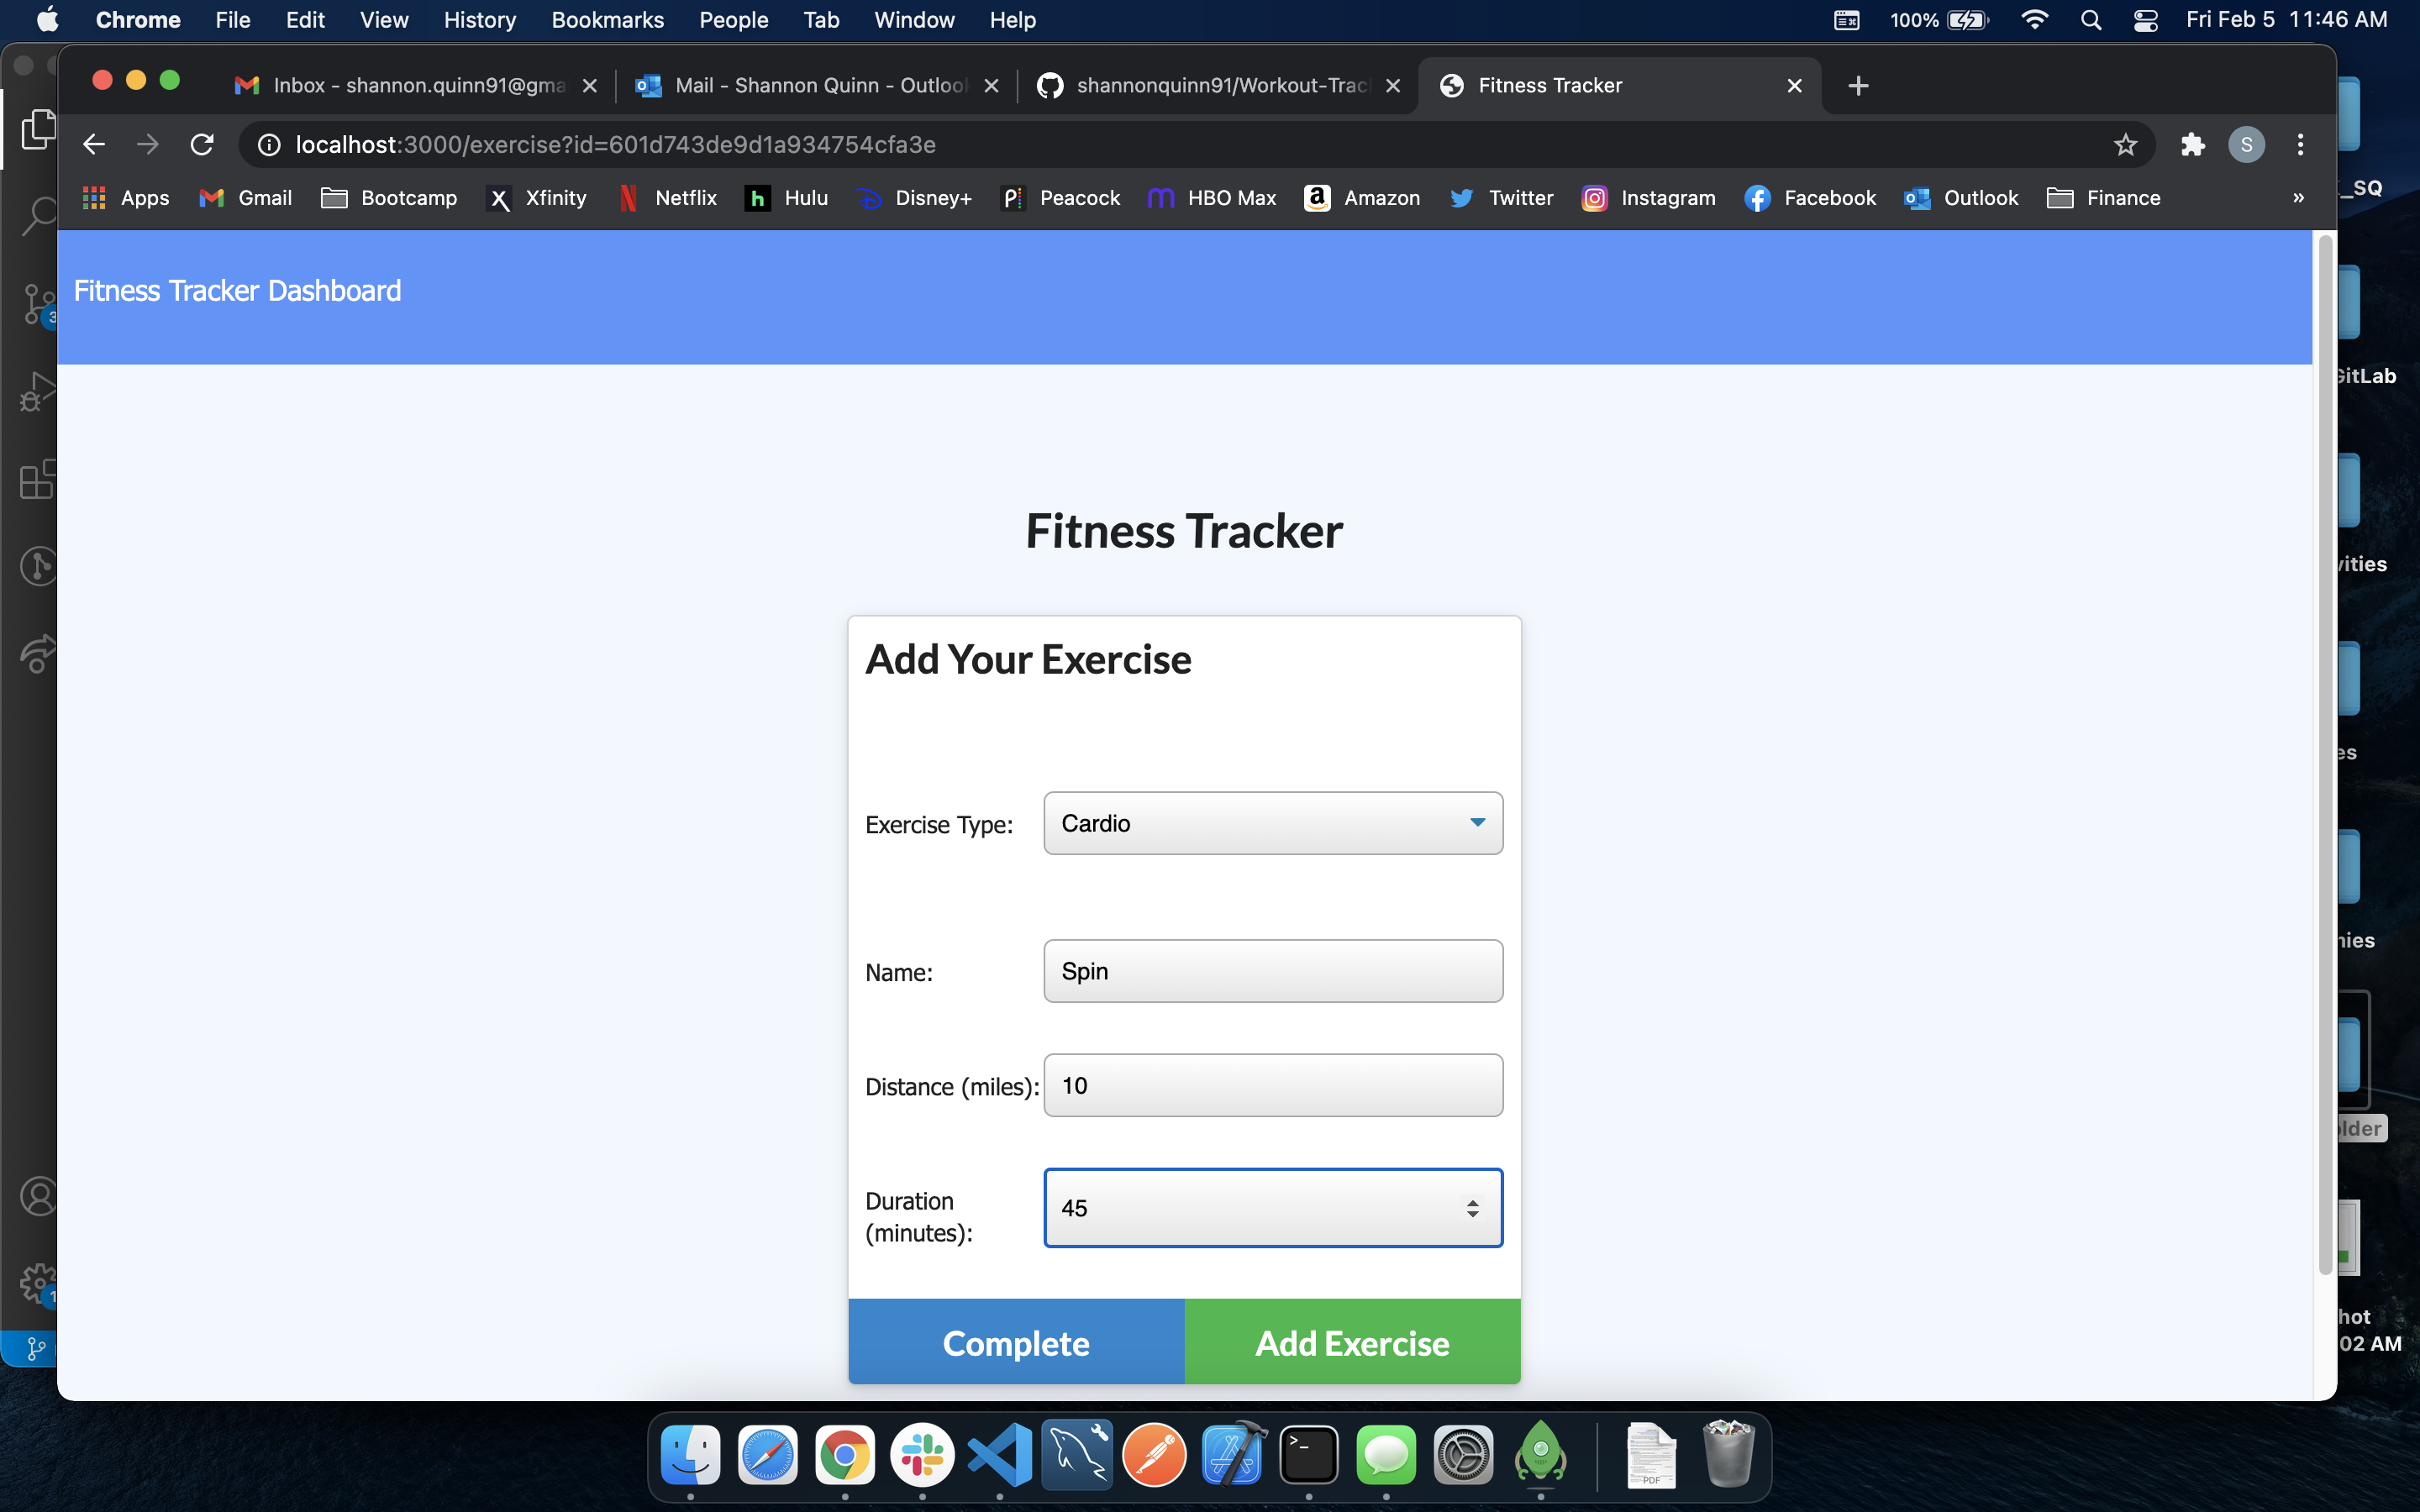 Chrome File Edit View History Bookmarks People Tab Window Help 100% Fri Feb 5 11:46 AM
Inbox - shannon.quinn91@gma Mail - Shannon Quinn - Outloo shannonquinn91/Workout-Trac Fitness Tracker
localhost:3000/exercise?id=601d743de9d1a934754cfa3e S
Apps Gmail Bootcamp Xfinity Netflix Hulu Disney+ Peacock HBO Max Amazon Twitter Instagram Facebook Outlook Finance »
_SQ
Fitness Tracker Dashboard
3
GitLab
Fitness Tracker
vities
Add Your Exercise
es
Exercise Type: Cardio
nies
Name: Spin
Distance (miles): 10
older
Duration (minutes): 45
1
hot
02 AM
Complete Add Exercise
PDF